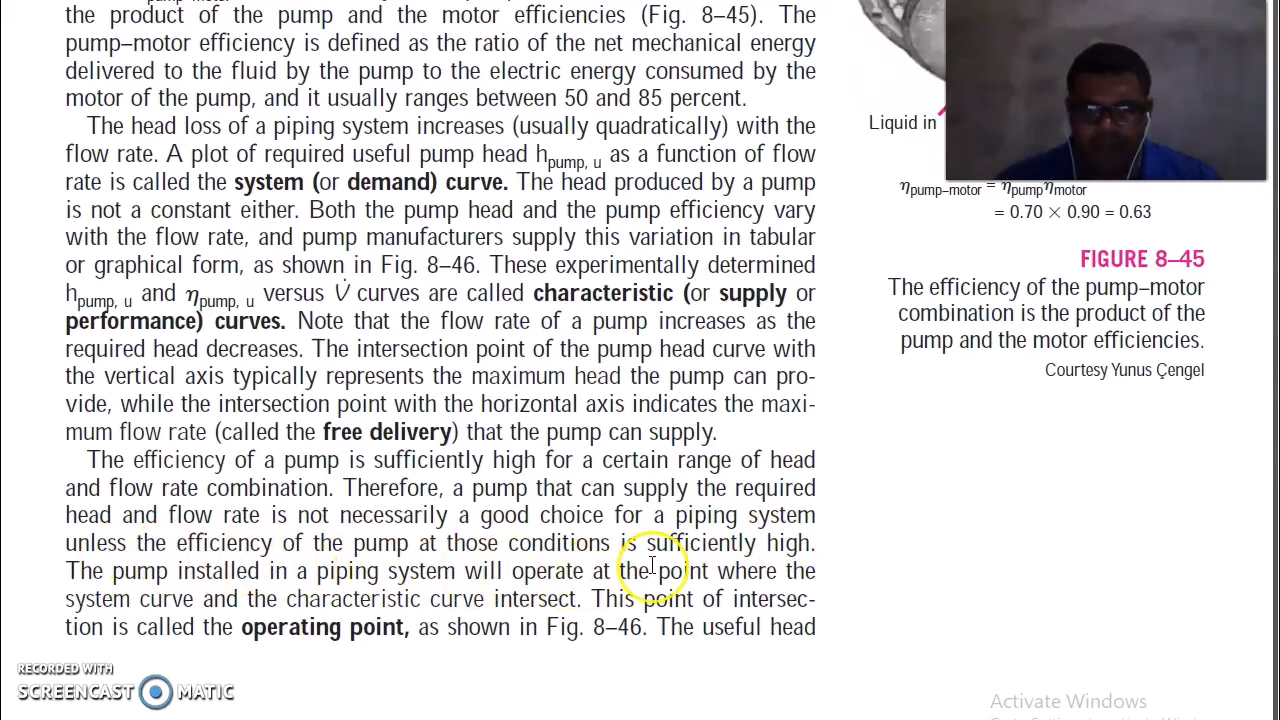 the product of the pump and the motor efficiencies (Fig. 8–45). The
pump–motor efficiency is defined as the ratio of the net mechanical energy
delivered to the fluid by the pump to the electric energy consumed by the
motor of the pump, and it usually ranges between 50 and 85 percent.
The head loss of a piping system increases (usually quadratically) with the
flow rate. A plot of required useful pump head hpump, u as a function of flow
rate is called the system (or demand) curve. The head produced by a pump
is not a constant either. Both the pump head and the pump efficiency vary
with the flow rate, and pump manufacturers supply this variation in tabular
or graphical form, as shown in Fig. 8–46. These experimentally determined
hpump, u and ηpump, u versus V̇ curves are called characteristic (or supply or
performance) curves. Note that the flow rate of a pump increases as the
required head decreases. The intersection point of the pump head curve with
the vertical axis typically represents the maximum head the pump can pro-
vide, while the intersection point with the horizontal axis indicates the maxi-
mum flow rate (called the free delivery) that the pump can supply.
The efficiency of a pump is sufficiently high for a certain range of head
and flow rate combination. Therefore, a pump that can supply the required
head and flow rate is not necessarily a good choice for a piping system
unless the efficiency of the pump at those conditions is sufficiently high.
The pump installed in a piping system will operate at the point where the
system curve and the characteristic curve intersect. This point of intersec-
tion is called the operating point, as shown in Fig. 8–46. The useful head
Liquid in
ηpump–motor = ηpumpηmotor
= 0.70 × 0.90 = 0.63
FIGURE 8–45
The efficiency of the pump–motor
combination is the product of the
pump and the motor efficiencies.
Courtesy Yunus Çengel
RECORDED WITH
SCREENCAST MATIC
Activate Windows